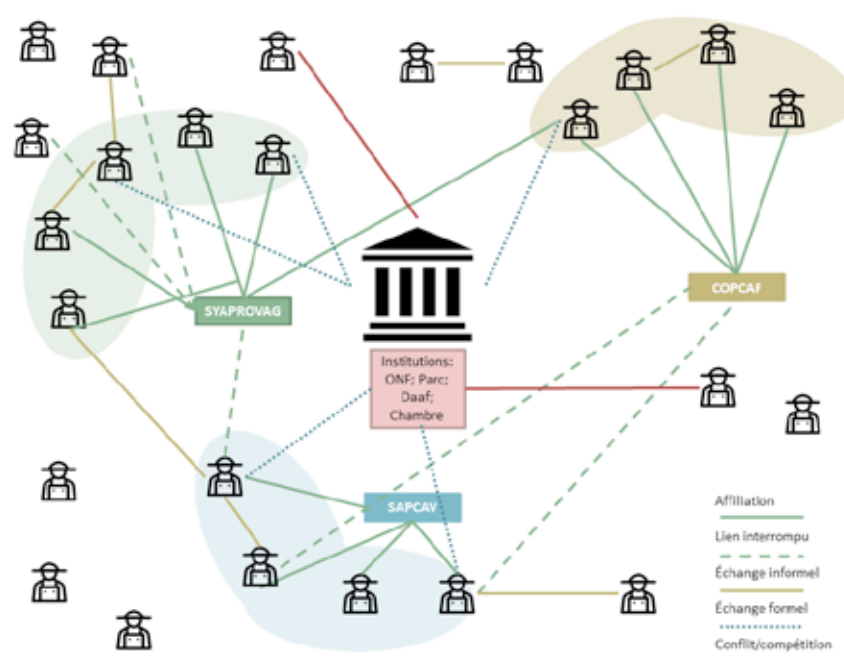 SYAPROVAG
COPCAF
Institutions:
ONF; Parc;
Daaf;
Chambre
SAPCAV
Affiliation
Lien interrompu
Échange informel
Échange formel
Conflit/compétition